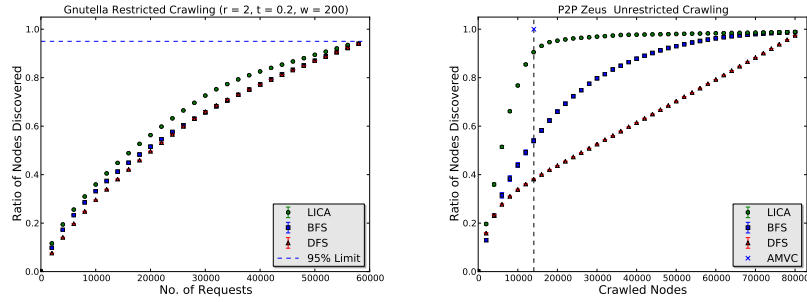 Gnutella Restricted Crawling (r = 2, t = 0.2, w = 200)
Ratio of Nodes Discovered
1.0
0.8
0.6
0.4
0.2
0.0
LICA
BFS
DFS
95% Limit
0 10000 20000 30000 40000 50000 60000
No. of Requests
P2P Zeus Unrestricted Crawling
Ratio of Nodes Discovered
1.0
0.8
0.6
0.4
0.2
0.0
LICA
BFS
DFS
AMVC
0 10000 20000 30000 40000 50000 60000 70000 80000
Crawled Nodes